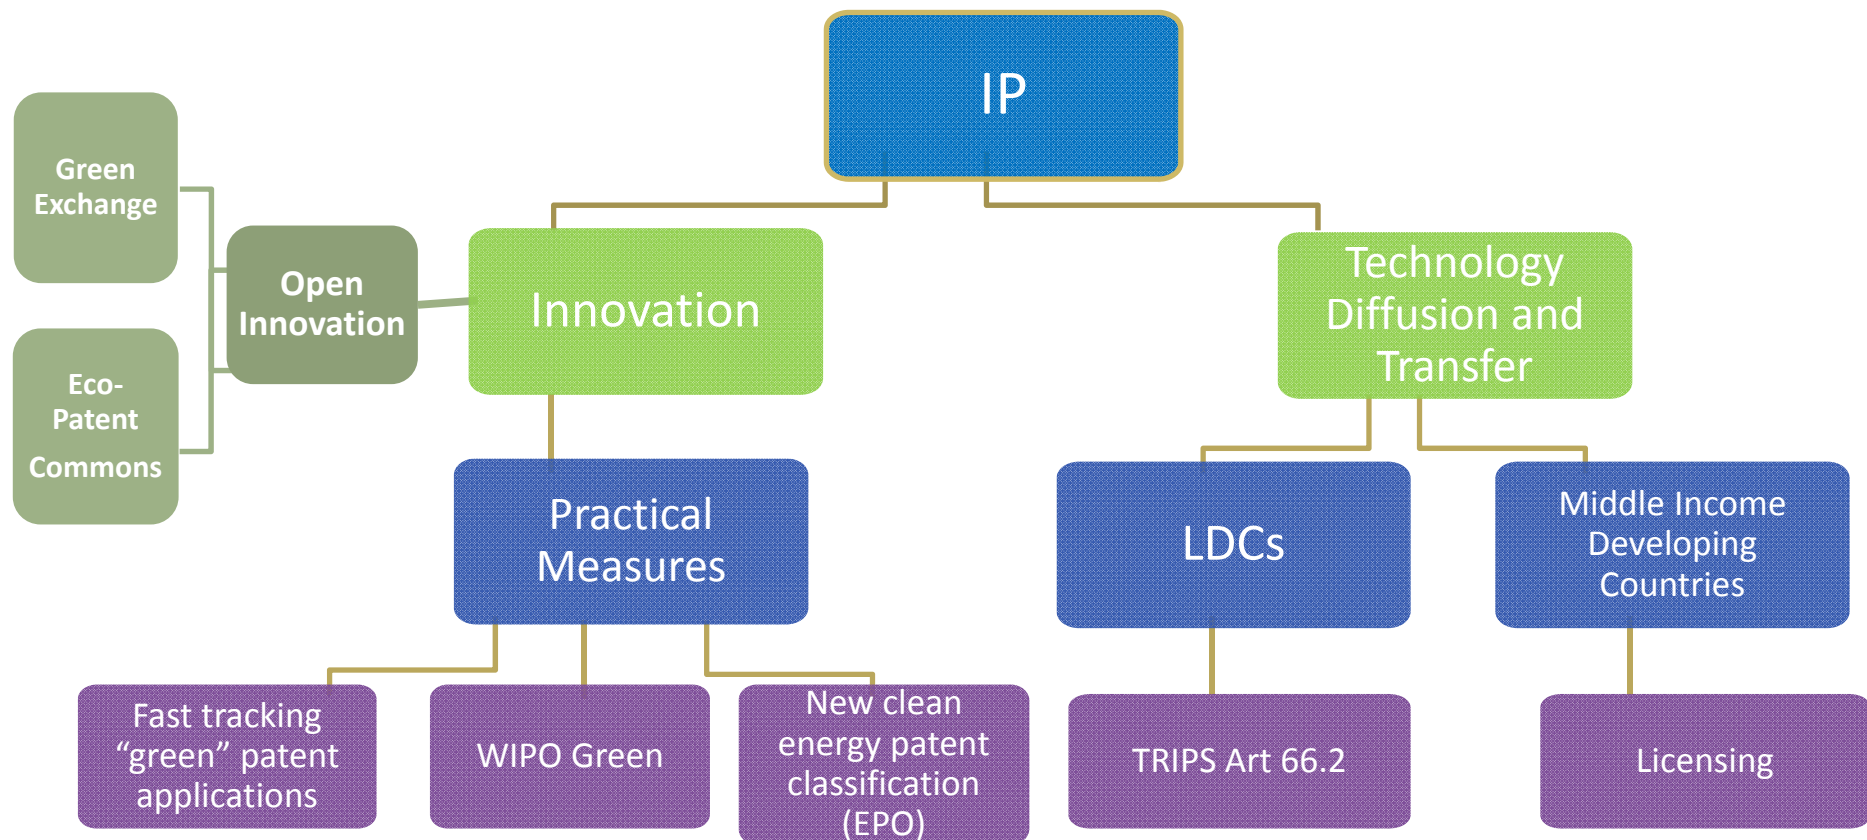 IP
Green
Exchange
Open
Innovation
Eco-
Patent
Commons
Innovation
Technology
Diffusion and
Transfer
Practical
Measures
LDCs
Middle Income
Developing
Countries
Fast tracking
“green” patent
applications
WIPO Green
New clean
energy patent
classification
(EPO)
TRIPS Art 66.2
Licensing